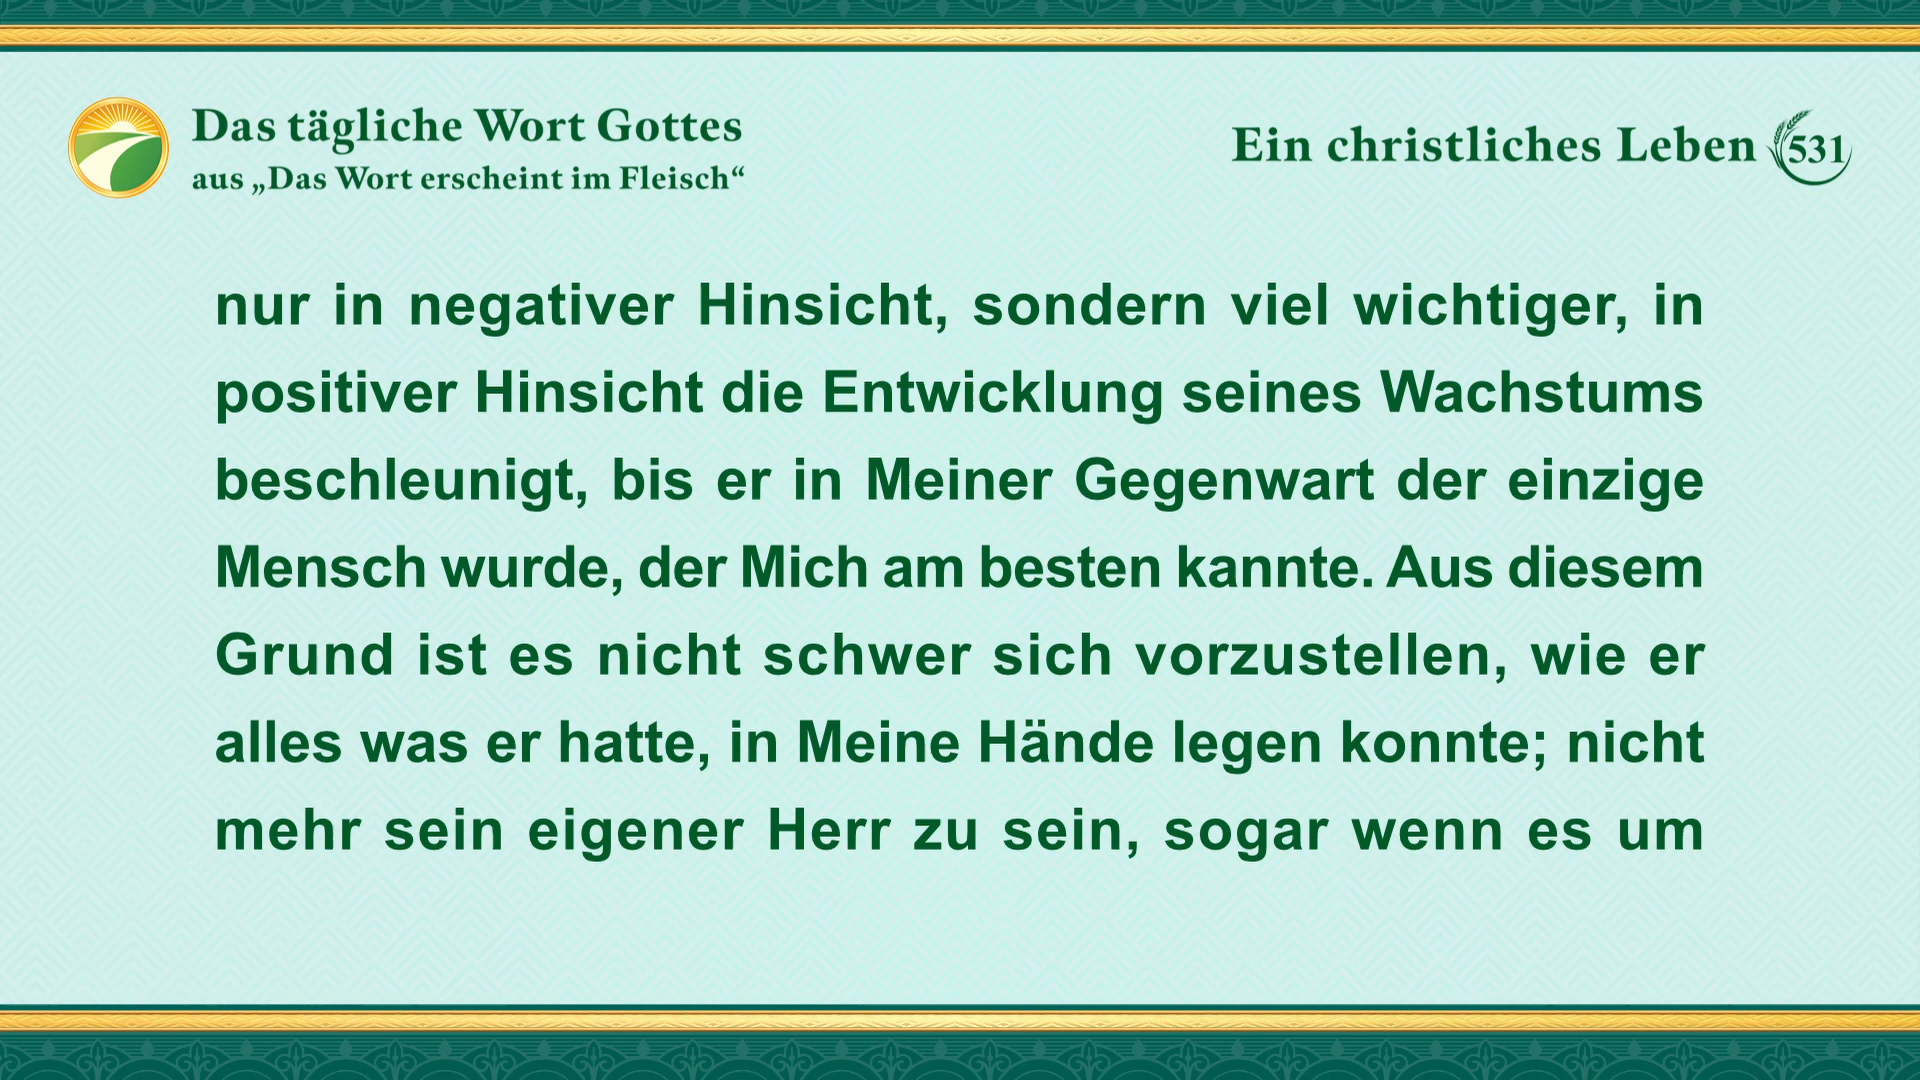 Das tägliche Wort Gottes
aus „Das Wort erscheint im Fleisch“
Ein christliches Leben 531
nur in negativer Hinsicht, sondern viel wichtiger, in
positiver Hinsicht die Entwicklung seines Wachstums
beschleunigt, bis er in Meiner Gegenwart der einzige
Mensch wurde, der Mich am besten kannte. Aus diesem
Grund ist es nicht schwer sich vorzustellen, wie er
alles was er hatte, in Meine Hände legen konnte; nicht
mehr sein eigener Herr zu sein, sogar wenn es um